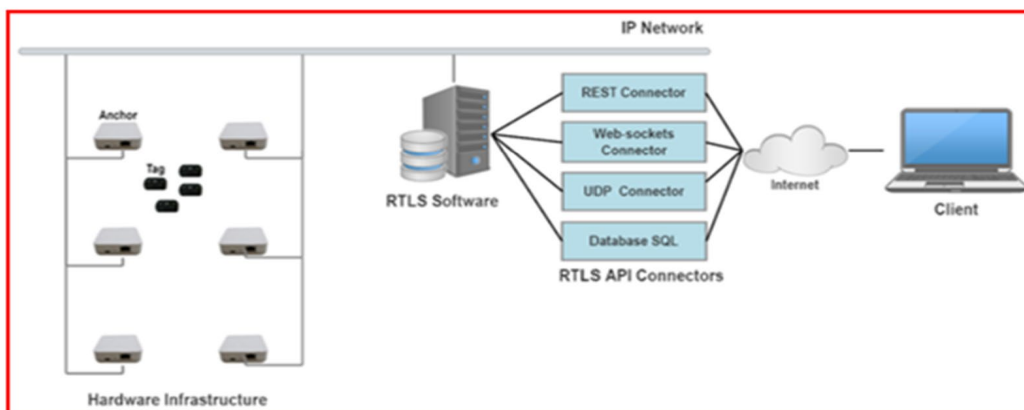 IP Network
Anchor
Tag
Hardware Infrastructure
RTLS Software
REST Connector
Web-sockets
Connector
UDP Connector
Database SQL
RTLS API Connectors
Internet
Client